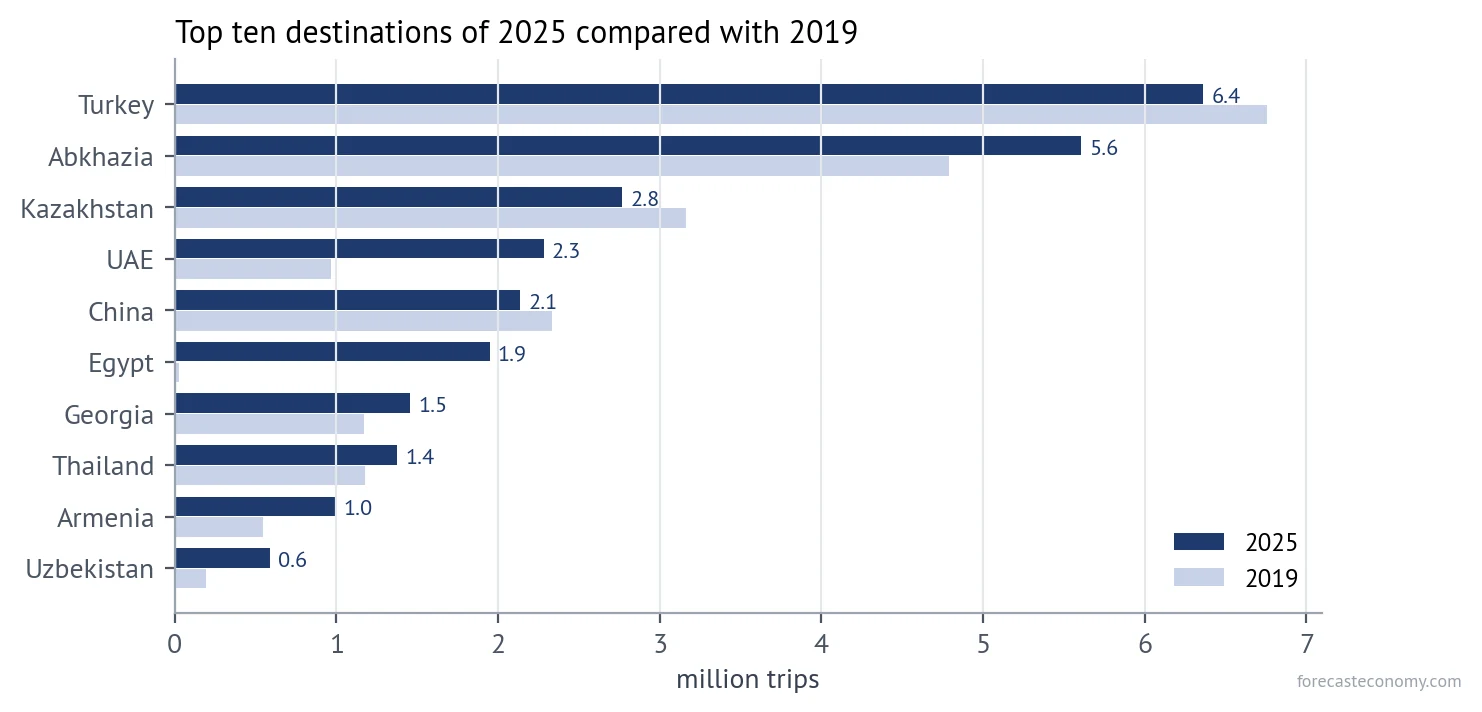 Top ten destinations of 2025 compared with 2019
Turkey 6.4
Abkhazia 5.6
Kazakhstan 2.8
UAE 2.3
China 2.1
Egypt 1.9
Georgia 1.5
Thailand 1.4
Armenia 1.0
Uzbekistan 0.6
2025
2019
0 1 2 3 4 5 6 7
million trips
forecasteconomy.com